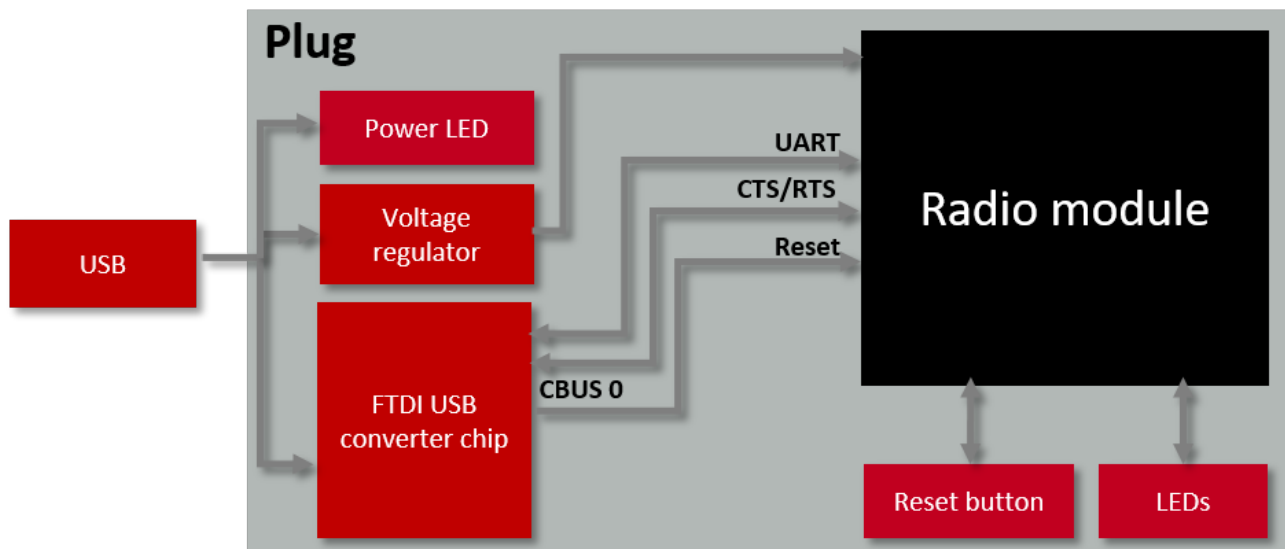 Plug
Power LED
UART
CTS/RTS
Voltage
regulator
Radio module
USB
Reset
CBUS 0
FTDI USB
converter chip
Reset button
LEDs